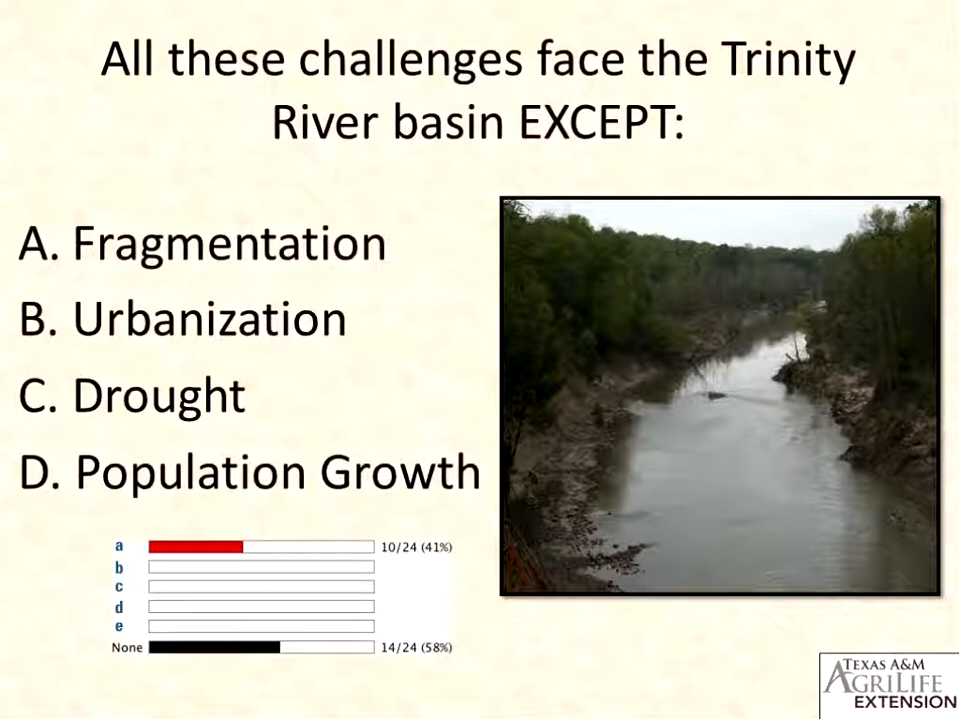 All these challenges face the Trinity
River basin EXCEPT:
A. Fragmentation
B. Urbanization
C. Drought
D. Population Growth
a 10/24 (41%)
b
c
d
e
None 14/24 (58%)
TEXAS A&M
AGRILIFE
EXTENSION